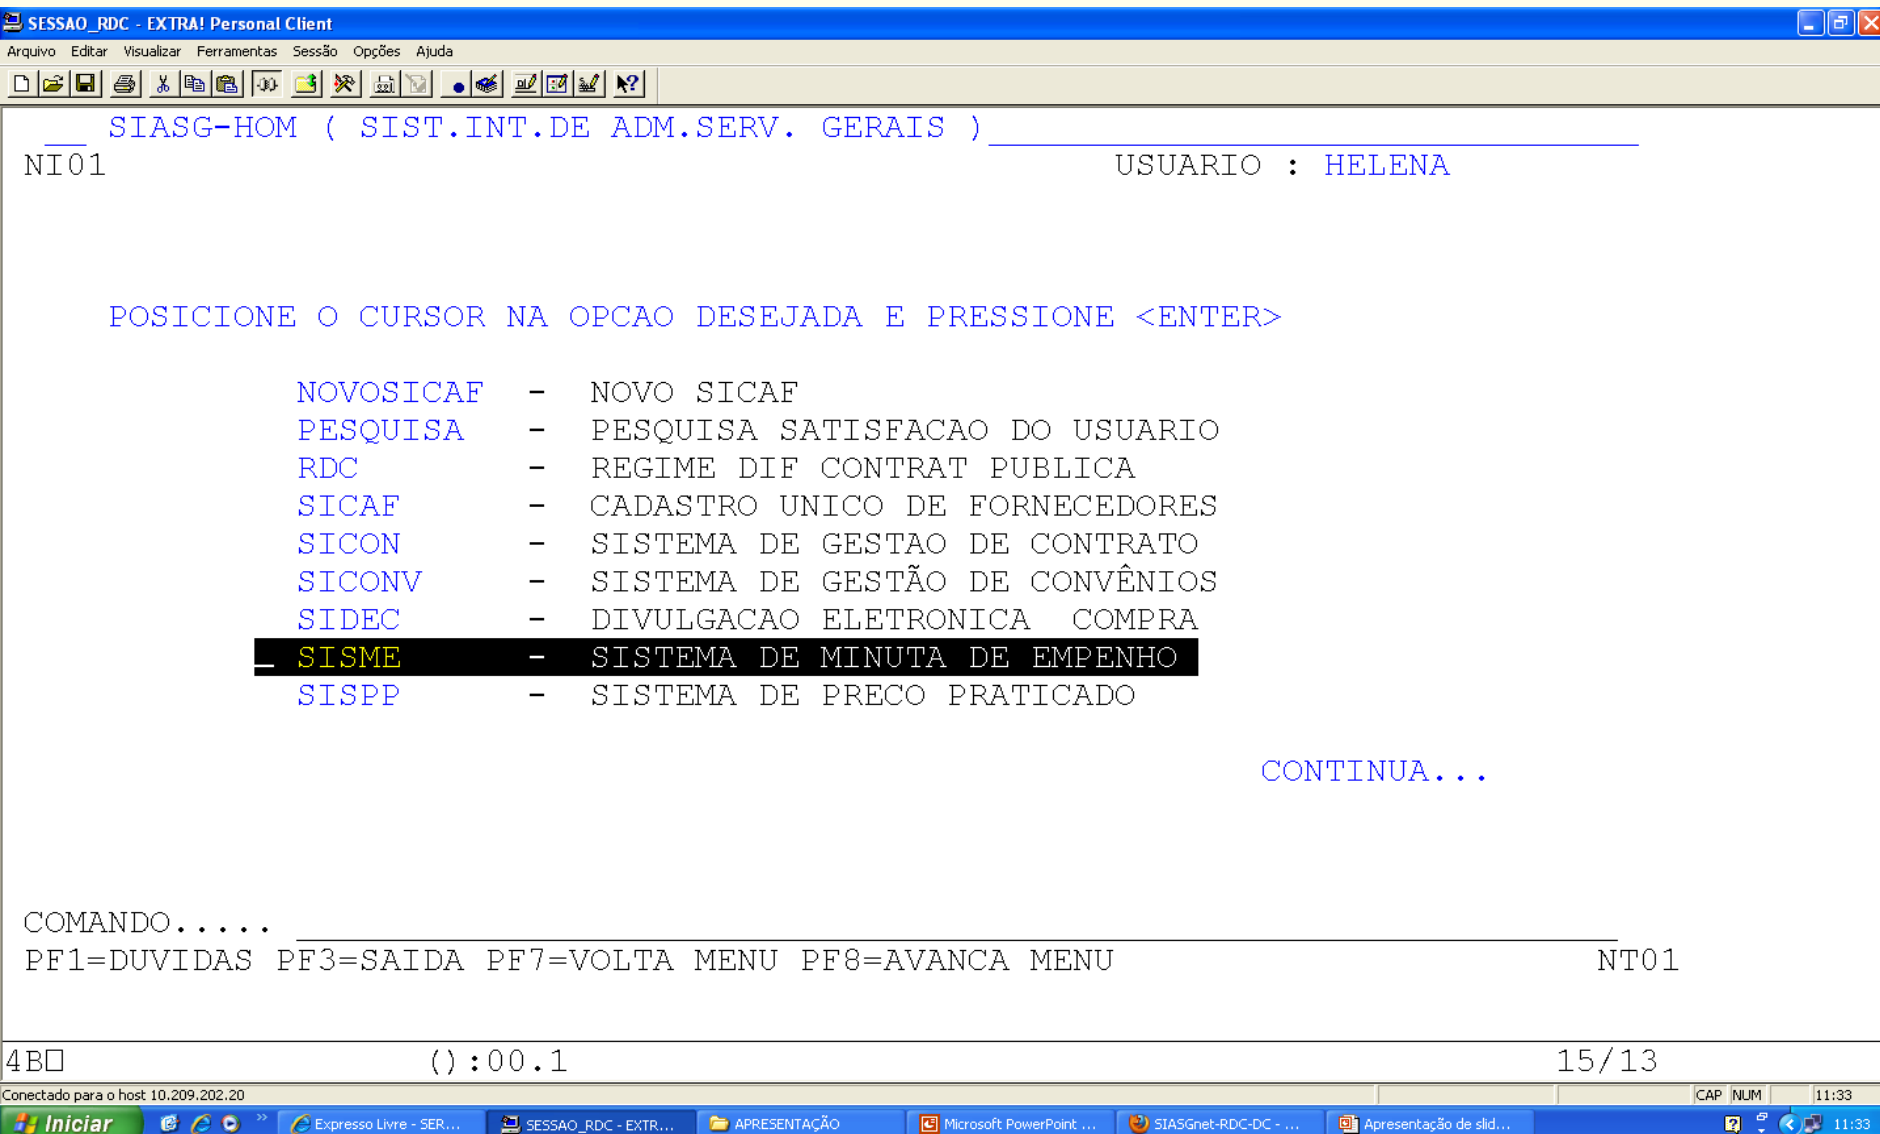 SESSAO_RDC - EXTRA! Personal Client
Arquivo Editar Visualizar Ferramentas Sessão Opções Ajuda
SIASG-HOM ( SIST.INT.DE ADM.SERV. GERAIS )
NI01 USUARIO : HELENA
POSICIONE O CURSOR NA OPCAO DESEJADA E PRESSIONE <ENTER>
NOVOSICAF - NOVO SICAF
PESQUISA - PESQUISA SATISFACAO DO USUARIO
RDC - REGIME DIF CONTRAT PUBLICA
SICAF - CADASTRO UNICO DE FORNECEDORES
SICON - SISTEMA DE GESTAO DE CONTRATO
SICONV - SISTEMA DE GESTÃO DE CONVÊNIOS
SIDEC - DIVULGACAO ELETRONICA COMPRA
_ SISME - SISTEMA DE MINUTA DE EMPENHO
SISPP - SISTEMA DE PRECO PRATICADO
CONTINUA...
COMANDO.....
PF1=DUVIDAS PF3=SAIDA PF7=VOLTA MENU PF8=AVANCA MENU NT01
4B□ ():00.1 15/13
Conectado para o host 10.209.202.20 CAP NUM 11:33
Iniciar » Expresso Livre - SER... SESSAO_RDC - EXTR... APRESENTAÇÃO Microsoft PowerPoint ... SIASGnet-RDC-DC - ... Apresentação de slid... 11:33